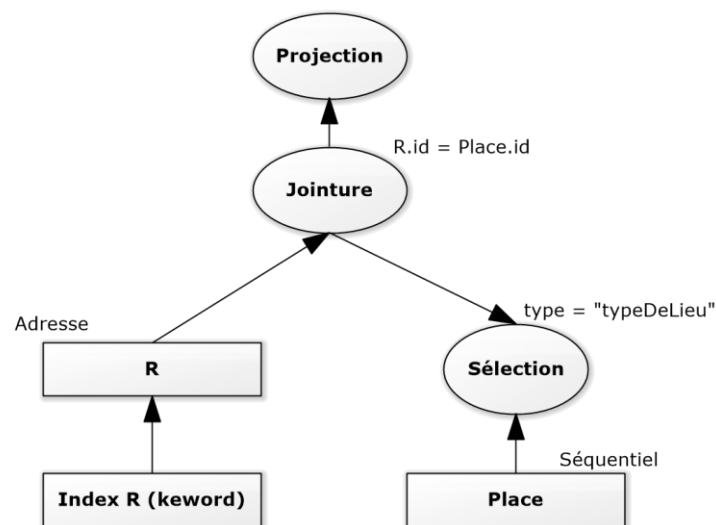 Projection
R.id = Place.id
Jointure
Adresse
type = "typeDeLieu"
R
Sélection
Séquentiel
Index R (keword)
Place